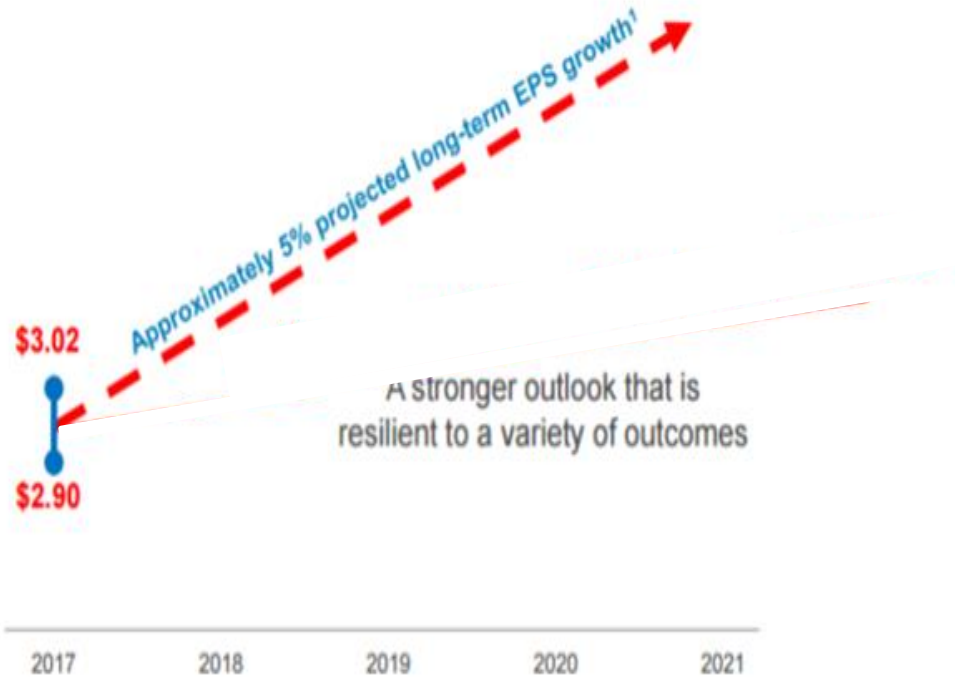 Approximately 5% projected long-term EPS growth¹
$3.02
A stronger outlook that is
resilient to a variety of outcomes
$2.90
2017 2018 2019 2020 2021